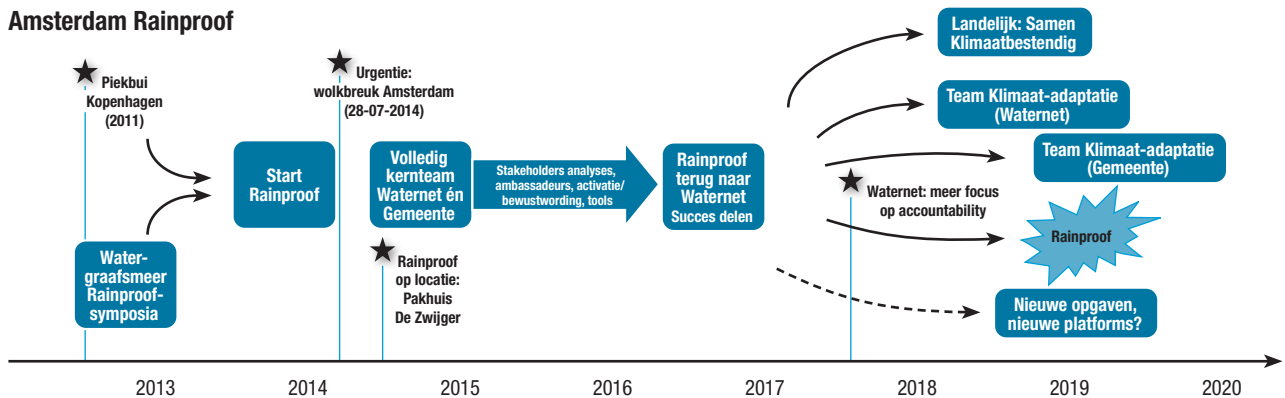 Amsterdam Rainproof
Piekbui
Kopenhagen
(2011)
Water-
graafsmeer
Rainproof-
symposia
Start
Rainproof
Urgentie:
wolkbreuk Amsterdam
(28-07-2014)
Volledig
kernteam
Waternet én
Gemeente
Rainproof
op locatie:
Pakhuis
De Zwijger
Stakeholders analyses,
ambassadeurs, activatie/
bewustwording, tools
Rainproof
terug naar
Waternet
Succes delen
Landelijk: Samen
Klimaatbestendig
Team Klimaat-adaptatie
(Waternet)
Team Klimaat-adaptatie
(Gemeente)
Waternet: meer focus
op accountability
Rainproof
Nieuwe opgaven,
nieuwe platforms?
2013 2014 2015 2016 2017 2018 2019 2020